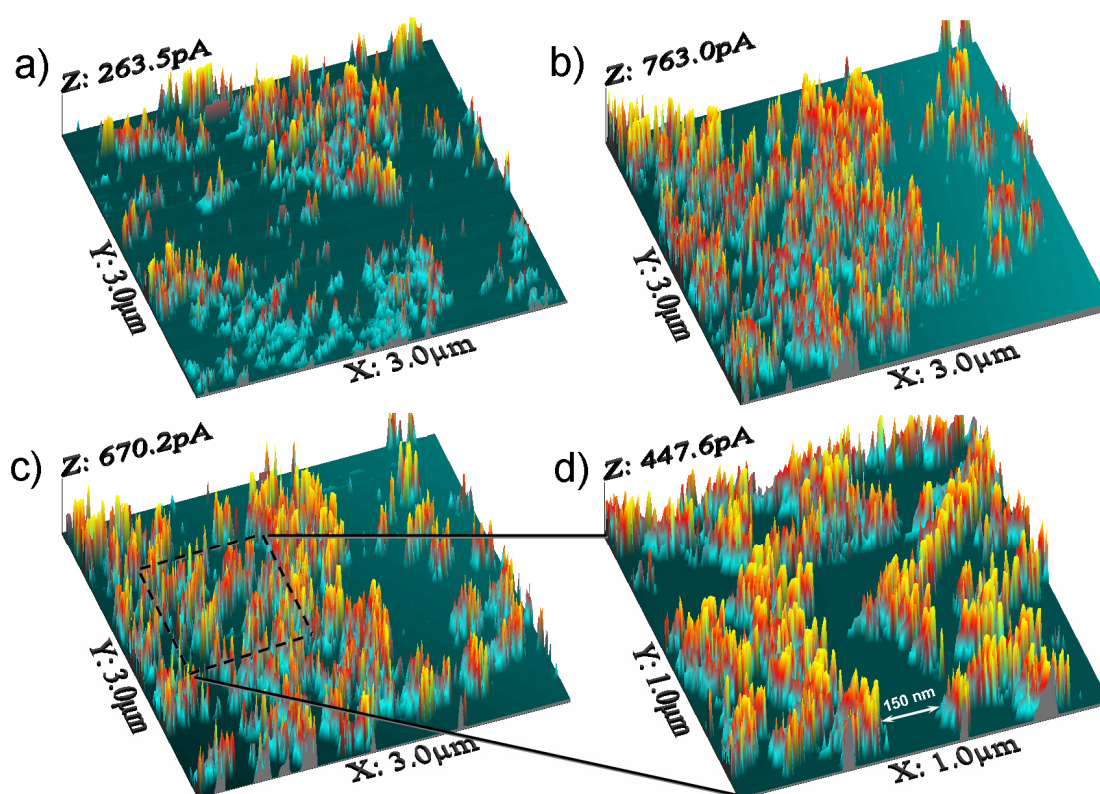 a)
Z: 263.5pA
Y: 3.0µm
X: 3.0µm
b)
Z: 763.0pA
Y: 3.0µm
X: 3.0µm
c)
Z: 670.2pA
Y: 3.0µm
X: 3.0µm
d)
Z: 447.6pA
Y: 1.0µm
150 nm
X: 1.0µm